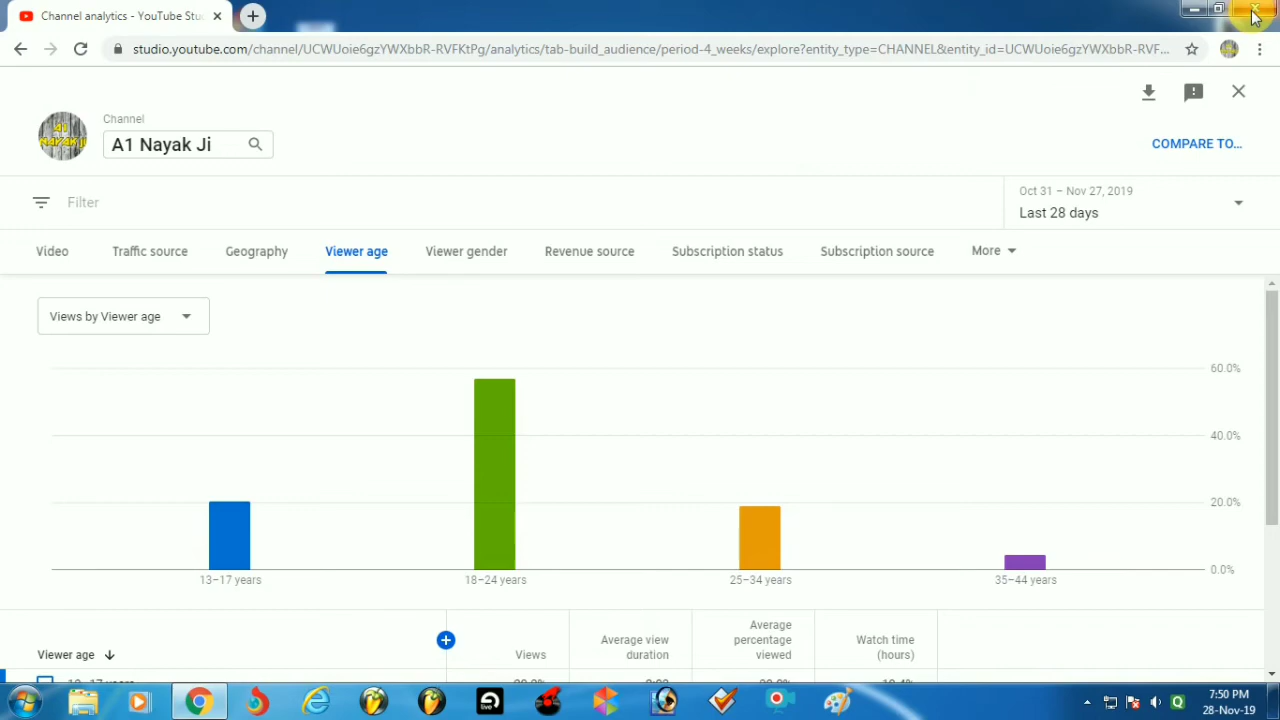 Channel analytics - YouTube Stu
studio.youtube.com/channel/UCWUoie6gzYWXbbR-RVFKtPg/analytics/tab-build_audience/period-4_weeks/explore?entity_type=CHANNEL&entity_id=UCWUoie6gzYWXbbR-RVF...
A1
NAYAK JI
Channel
A1 Nayak Ji
COMPARE TO...
Filter
Oct 31 – Nov 27, 2019
Last 28 days
Video Traffic source Geography Viewer age Viewer gender Revenue source Subscription status Subscription source More
Views by Viewer age
60.0%
40.0%
20.0%
0.0%
13–17 years 18–24 years 25–34 years 35–44 years
Viewer age Views Average view duration Average percentage viewed Watch time (hours)
live
7:50 PM
28-Nov-19